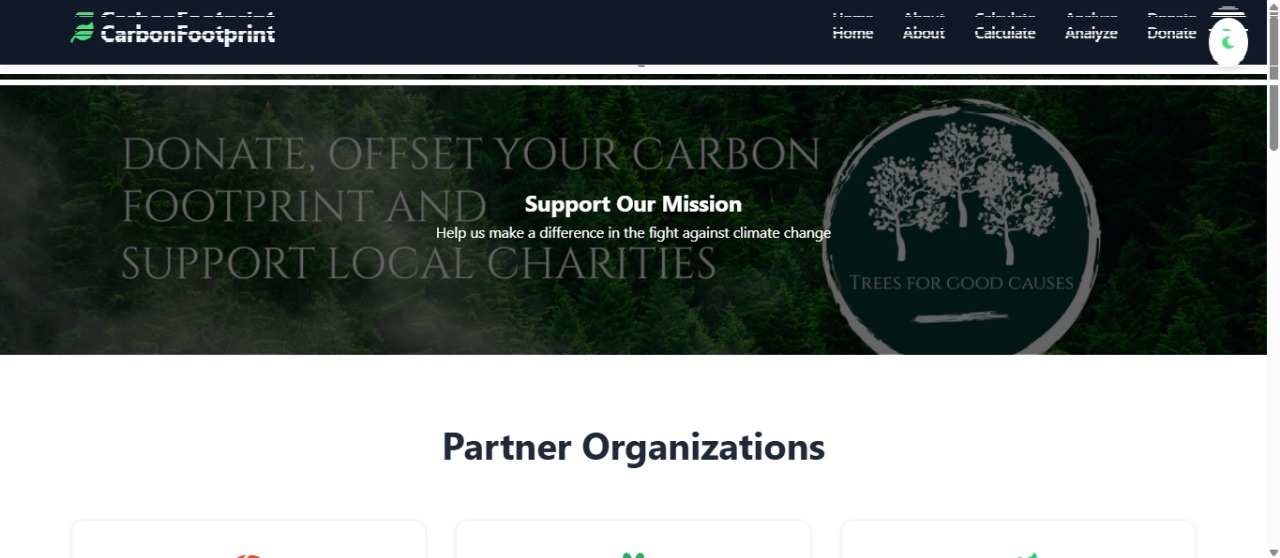 CarbonFootprint
Home About Calculate Analyze Donate
DONATE, OFFSET YOUR CARBON
FOOTPRINT AND
SUPPORT LOCAL CHARITIES
Support Our Mission
Help us make a difference in the fight against climate change
TREES FOR GOOD CAUSES
Partner Organizations